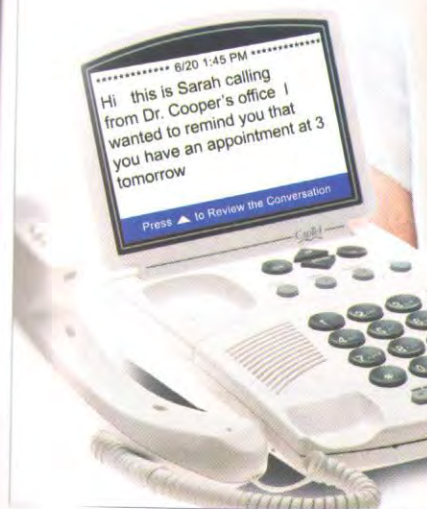 ************* 6/20 1:45 PM *************
Hi this is Sarah calling
from Dr. Cooper's office I
wanted to remind you that
you have an appointment at 3
tomorrow
Press ▲ to Review the Conversation
CapTel